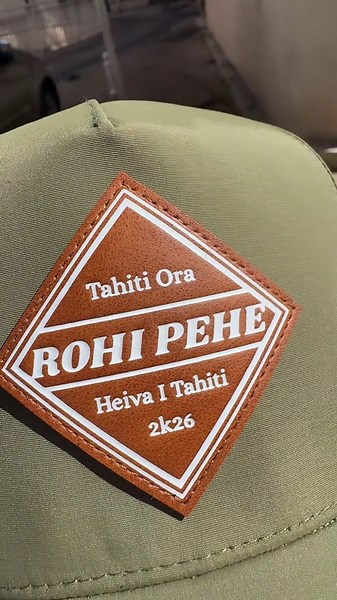 Tahiti Ora
ROHI PEHE
Heiva I Tahiti
2k26